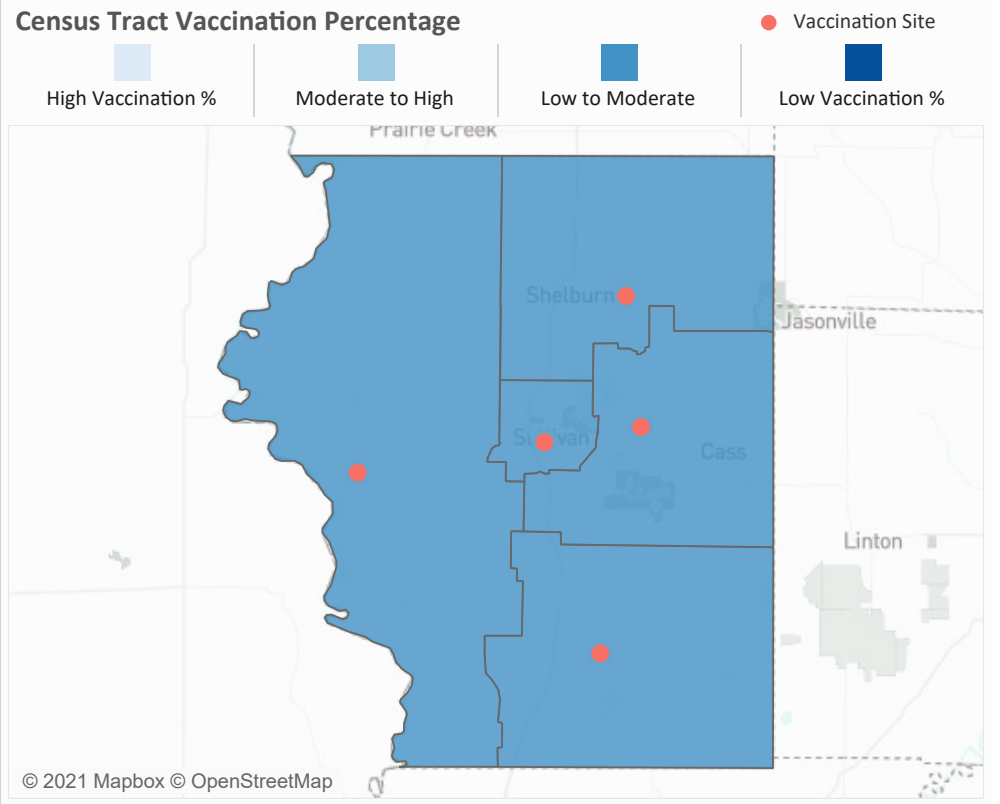 Census Tract Vaccination Percentage
Vaccination Site
High Vaccination %
Moderate to High
Low to Moderate
Low Vaccination %
Prairie Creek
Shelburn
Jasonville
Sullivan
Cass
Linton
© 2021 Mapbox © OpenStreetMap